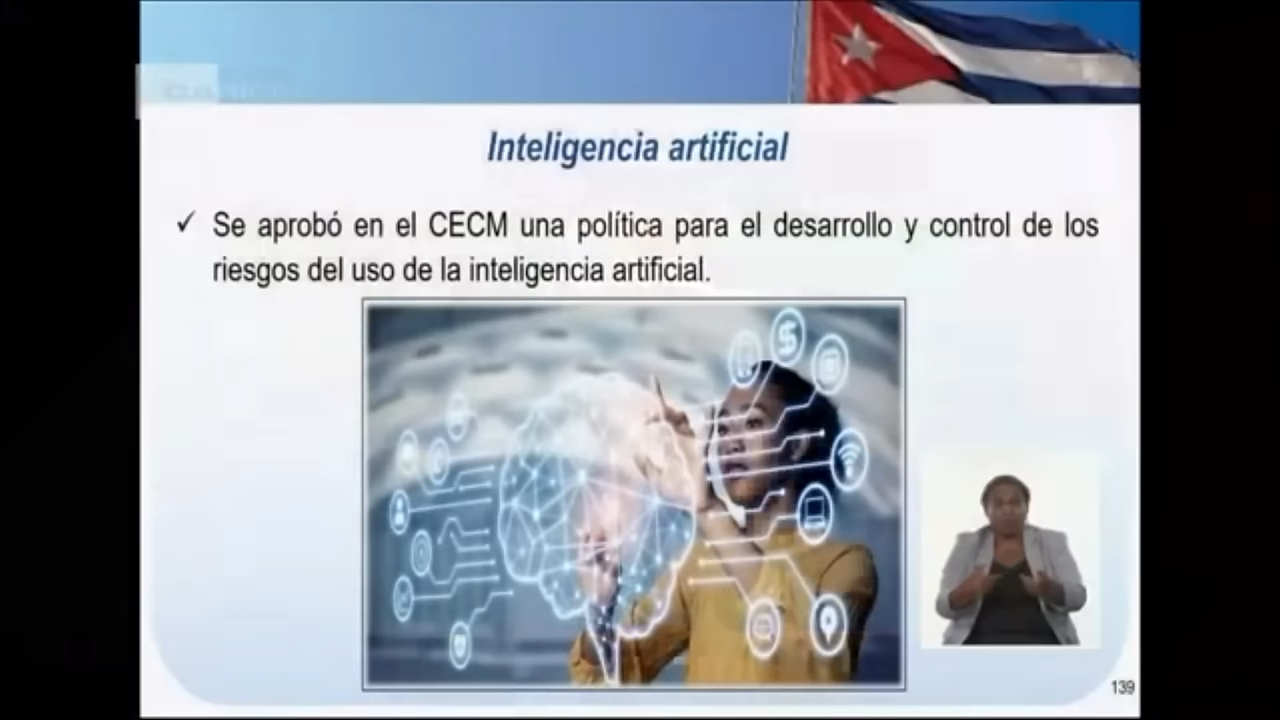 Inteligencia artificial
✓ Se aprobó en el CECM una política para el desarrollo y control de los
riesgos del uso de la inteligencia artificial.
139